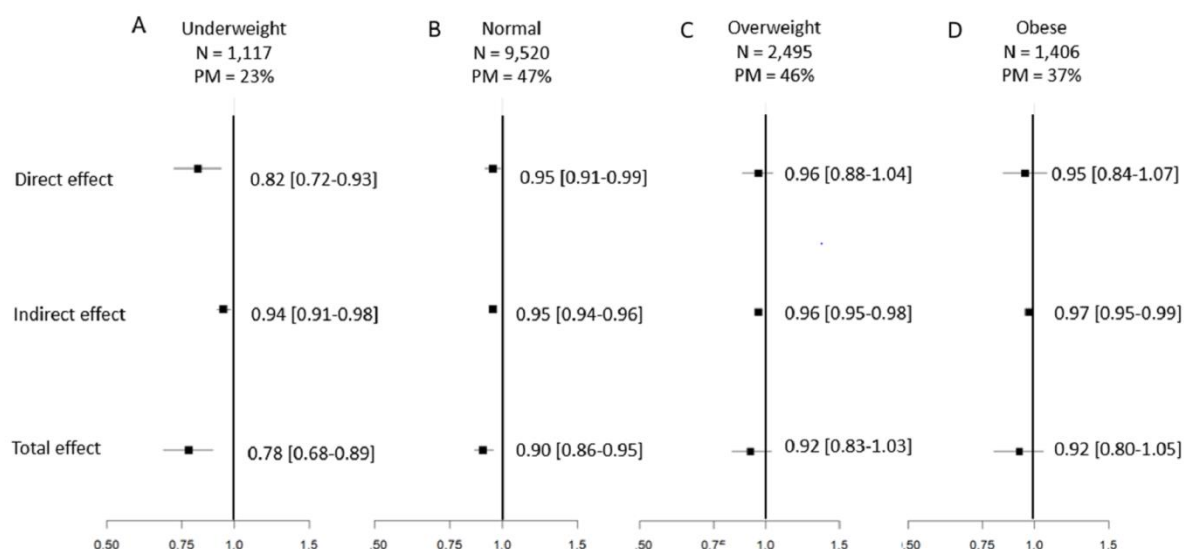 A
Underweight
N = 1,117
PM = 23%
B
Normal
N = 9,520
PM = 47%
C
Overweight
N = 2,495
PM = 46%
D
Obese
N = 1,406
PM = 37%
Direct effect
0.82 [0.72-0.93]
0.95 [0.91-0.99]
0.96 [0.88-1.04]
0.95 [0.84-1.07]
Indirect effect
0.94 [0.91-0.98]
0.95 [0.94-0.96]
0.96 [0.95-0.98]
0.97 [0.95-0.99]
Total effect
0.78 [0.68-0.89]
0.90 [0.86-0.95]
0.92 [0.83-1.03]
0.92 [0.80-1.05]
0.50 0.75 1.0 1.5
.50 0.75 1.0 1.5
.50 1.0 1.5
.50 0.75 1.0 1.5